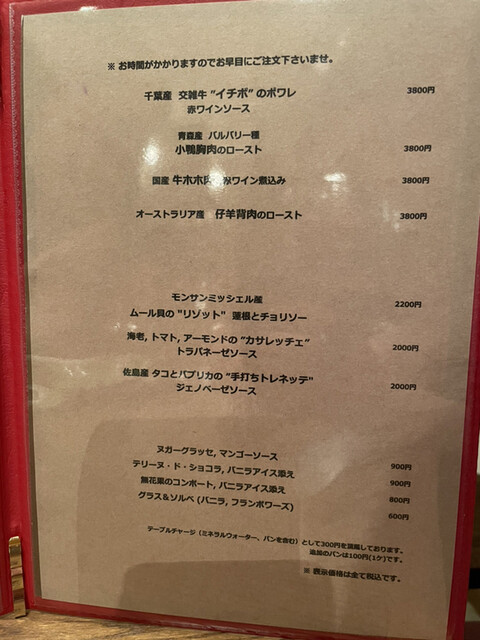 ※ お時間がかかりますのでお早目にご注文下さいませ。
千葉産 交雑牛 "イチボ" のポワレ 3800円
赤ワインソース
青森産 バルバリー種
小鴨胸肉のロースト 3800円
国産 牛ホホ肉 赤ワイン煮込み 3800円
オーストラリア産 仔羊背肉のロースト 3800円
モンサンミッシェル産 2200円
ムール貝の "リゾット" 蓮根とチョリソー
海老, トマト, アーモンドの "カサレッチェ" 2000円
トラパネーゼソース
佐島産 タコとパプリカの "手打ちトレネッテ" 2000円
ジェノベーゼソース
ヌガーグラッセ, マンゴーソース 900円
テリーヌ・ド・ショコラ, バニラアイス添え 900円
無花果のコンポート, バニラアイス添え 800円
グラス&ソルベ (バニラ, フランボワーズ) 600円
テーブルチャージ (ミネラルウォーター、パンを含む) として300円を頂戴しております。
追加のパンは100円(1ケ)です。
※ 表示価格は全て税込です。